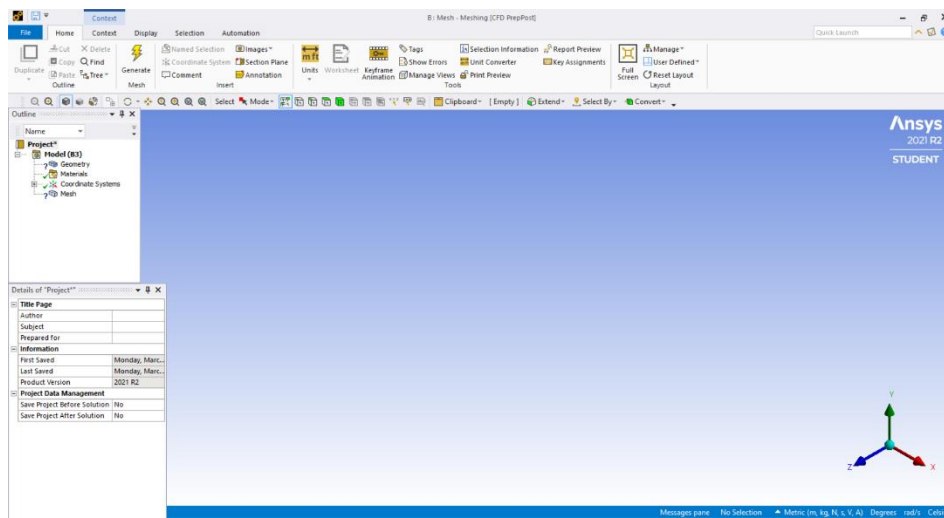 Context
B : Mesh - Meshing [CFD PrepPost]
File Home Context Display Selection Automation
Quick Launch
Duplicate
Cut
Copy
Paste
Delete
Find
Tree
Outline
Generate
Mesh
Named Selection
Coordinate System
Comment
Images
Section Plane
Annotation
Insert
Units
Worksheet
Keyframe
Animation
Tags
Show Errors
Manage Views
Selection Information
Unit Converter
Print Preview
Report Preview
Key Assignments
Tools
Full
Screen
Manage
User Defined
Reset Layout
Layout
Select Mode Clipboard [ Empty ] Extend Select By Convert
Outline
Name
Project*
Model (B3)
Geometry
Materials
Coordinate Systems
Mesh
Ansys
2021 R2
STUDENT
Details of "Project*"
Title Page
Author
Subject
Prepared for
Information
First Saved Monday, Marc...
Last Saved Monday, Marc...
Product Version 2021 R2
Project Data Management
Save Project Before Solution No
Save Project After Solution No
Y
Z X
Messages pane No Selection Metric (m, kg, N, s, V, A) Degrees rad/s Celsi